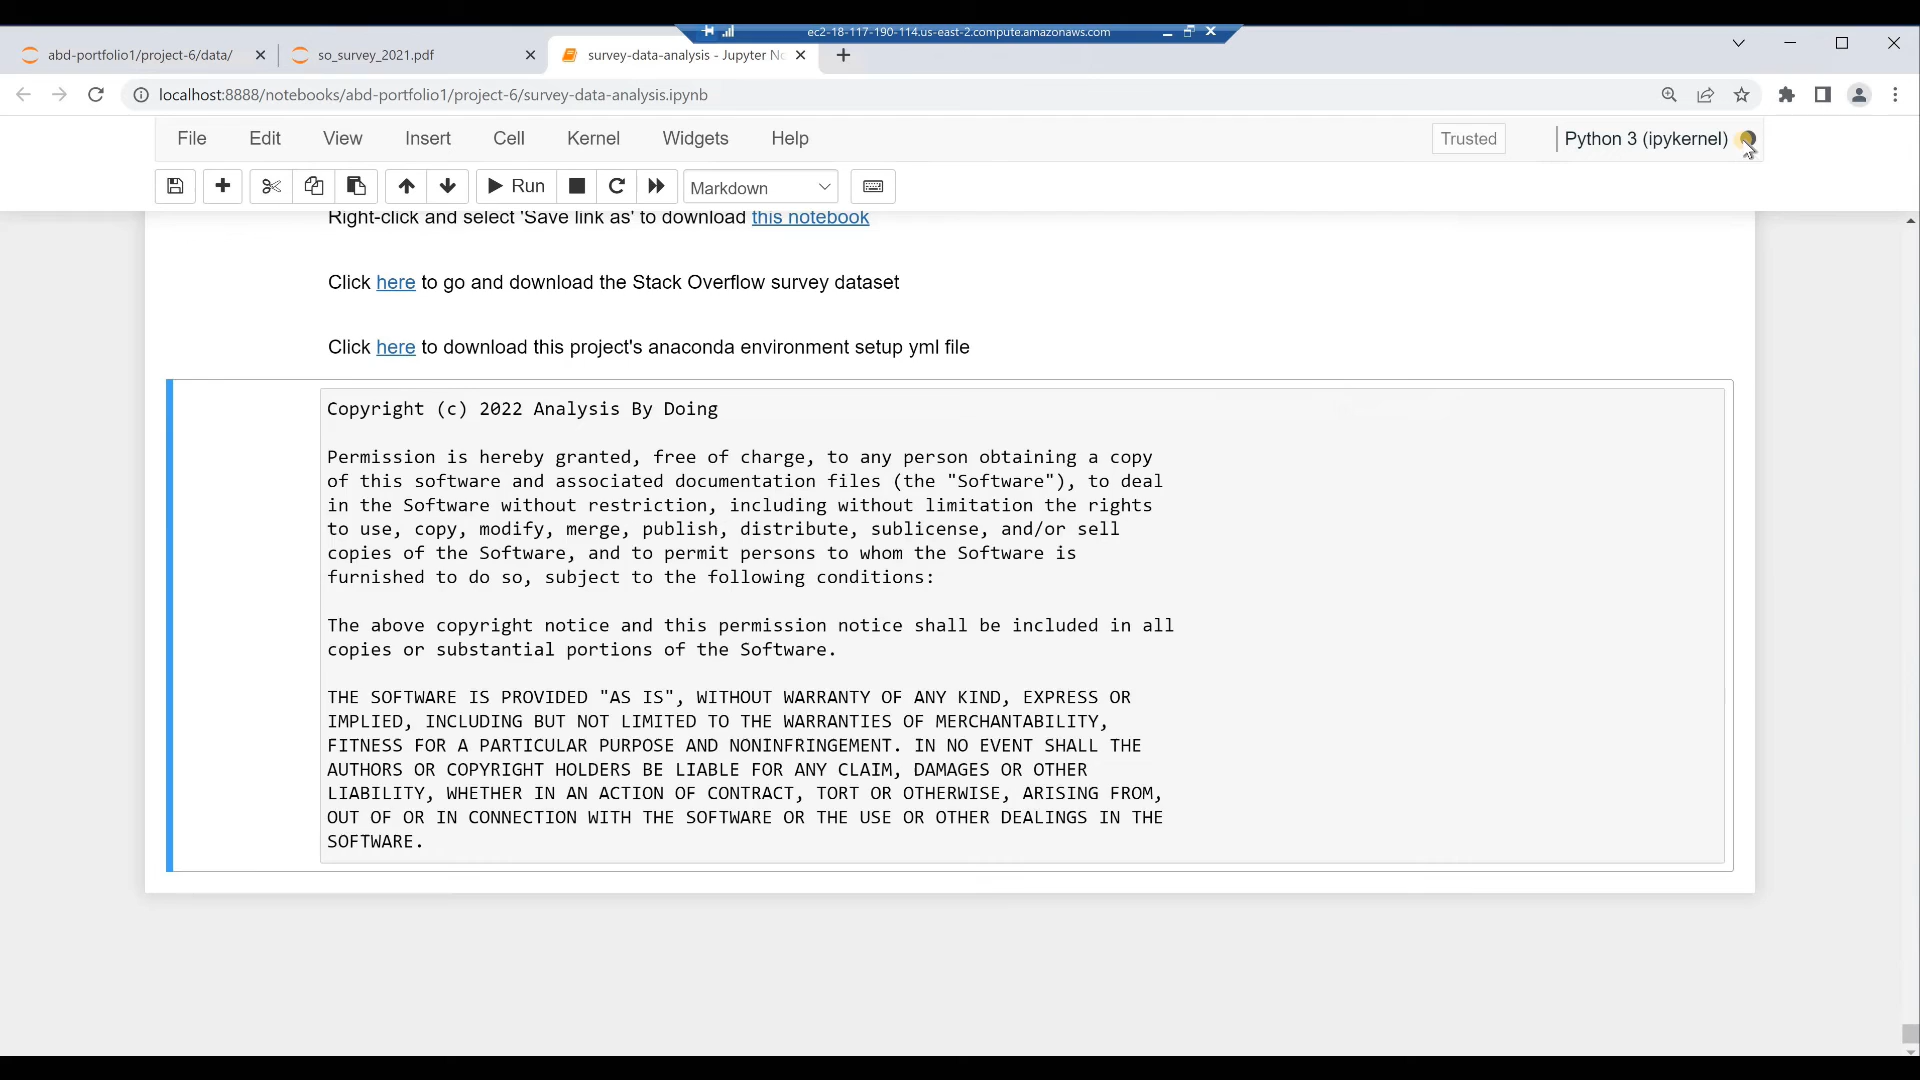 ec2-18-117-190-114.us-east-2.compute.amazonaws.com
abd-portfolio1/project-6/data/
so_survey_2021.pdf
survey-data-analysis - Jupyter No
localhost:8888/notebooks/abd-portfolio1/project-6/survey-data-analysis.ipynb
File Edit View Insert Cell Kernel Widgets Help Trusted Python 3 (ipykernel)
Run Markdown
Right-click and select 'Save link as' to download this notebook
Click here to go and download the Stack Overflow survey dataset
Click here to download this project's anaconda environment setup yml file
Copyright (c) 2022 Analysis By Doing
Permission is hereby granted, free of charge, to any person obtaining a copy
of this software and associated documentation files (the "Software"), to deal
in the Software without restriction, including without limitation the rights
to use, copy, modify, merge, publish, distribute, sublicense, and/or sell
copies of the Software, and to permit persons to whom the Software is
furnished to do so, subject to the following conditions:
The above copyright notice and this permission notice shall be included in all
copies or substantial portions of the Software.
THE SOFTWARE IS PROVIDED "AS IS", WITHOUT WARRANTY OF ANY KIND, EXPRESS OR
IMPLIED, INCLUDING BUT NOT LIMITED TO THE WARRANTIES OF MERCHANTABILITY,
FITNESS FOR A PARTICULAR PURPOSE AND NONINFRINGEMENT. IN NO EVENT SHALL THE
AUTHORS OR COPYRIGHT HOLDERS BE LIABLE FOR ANY CLAIM, DAMAGES OR OTHER
LIABILITY, WHETHER IN AN ACTION OF CONTRACT, TORT OR OTHERWISE, ARISING FROM,
OUT OF OR IN CONNECTION WITH THE SOFTWARE OR THE USE OR OTHER DEALINGS IN THE
SOFTWARE.